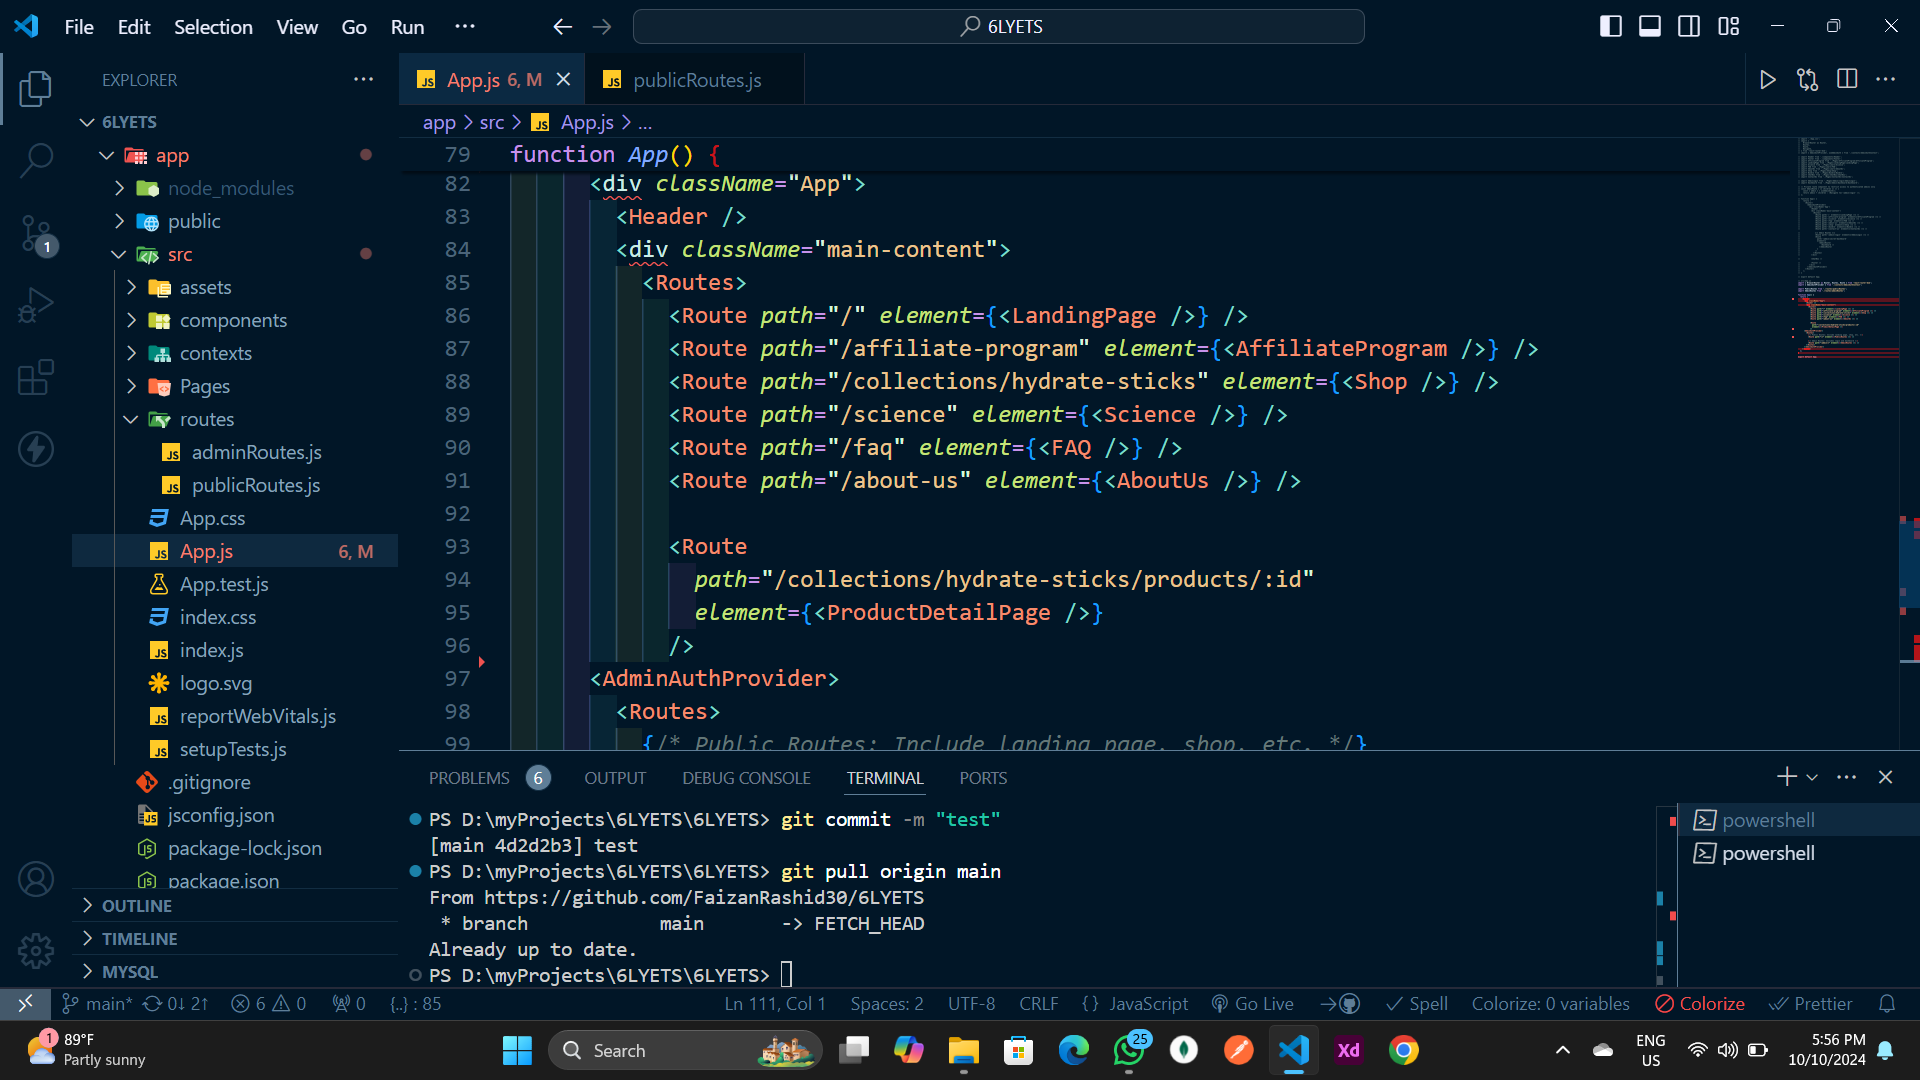 File Edit Selection View Go Run ...
6LYETS
EXPLORER
6LYETS
app
node_modules
public
src
assets
components
contexts
Pages
routes
adminRoutes.js
publicRoutes.js
App.css
App.js 6, M
App.test.js
index.css
index.js
logo.svg
reportWebVitals.js
setupTests.js
.gitignore
jsconfig.json
package-lock.json
package.json
OUTLINE
TIMELINE
MYSQL
1
App.js 6, M
publicRoutes.js
app > src > JS App.js > ...
79 function App() {
82 <div className="App">
83 <Header />
84 <div className="main-content">
85 <Routes>
86 <Route path="/" element={<LandingPage />} />
87 <Route path="/affiliate-program" element={<AffiliateProgram />} />
88 <Route path="/collections/hydrate-sticks" element={<Shop />} />
89 <Route path="/science" element={<Science />} />
90 <Route path="/faq" element={<FAQ />} />
91 <Route path="/about-us" element={<AboutUs />} />
92
93 <Route
94 path="/collections/hydrate-sticks/products/:id"
95 element={<ProductDetailPage />}
96 />
97 <AdminAuthProvider>
98 <Routes>
99 {/* Public Routes: Include landing page, shop, etc. */}
PROBLEMS 6 OUTPUT DEBUG CONSOLE TERMINAL PORTS
PS D:\myProjects\6LYETS\6LYETS> git commit -m "test"
[main 4d2d2b3] test
PS D:\myProjects\6LYETS\6LYETS> git pull origin main
From https://github.com/FaizanRashid30/6LYETS
* branch main -> FETCH_HEAD
Already up to date.
PS D:\myProjects\6LYETS\6LYETS>
powershell
powershell
main* 0↓ 2↑ 6 0 0 {..} : 85 Ln 111, Col 1 Spaces: 2 UTF-8 CRLF {} JavaScript Go Live Spell Colorize: 0 variables Colorize Prettier
1
89°F
Partly sunny
Search
25
Xd
ENG
US
5:56 PM
10/10/2024